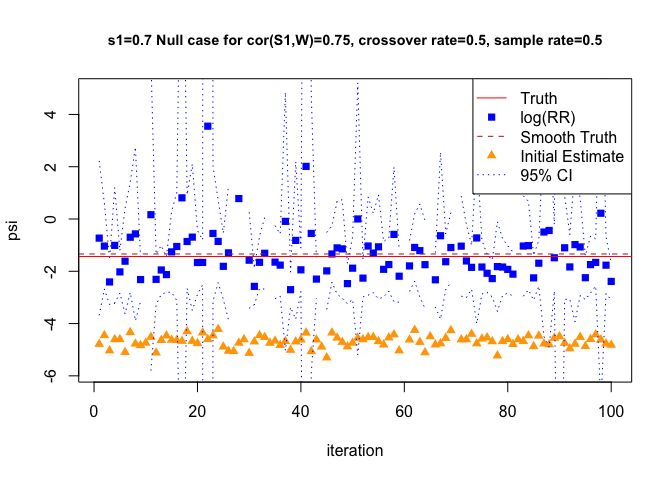 s1=0.7 Null case for cor(S1,W)=0.75, crossover rate=0.5, sample rate=0.5
Truth
log(RR)
Smooth Truth
Initial Estimate
95% CI
psi
4
2
0
-2
-4
-6
0
20
40
60
80
100
iteration